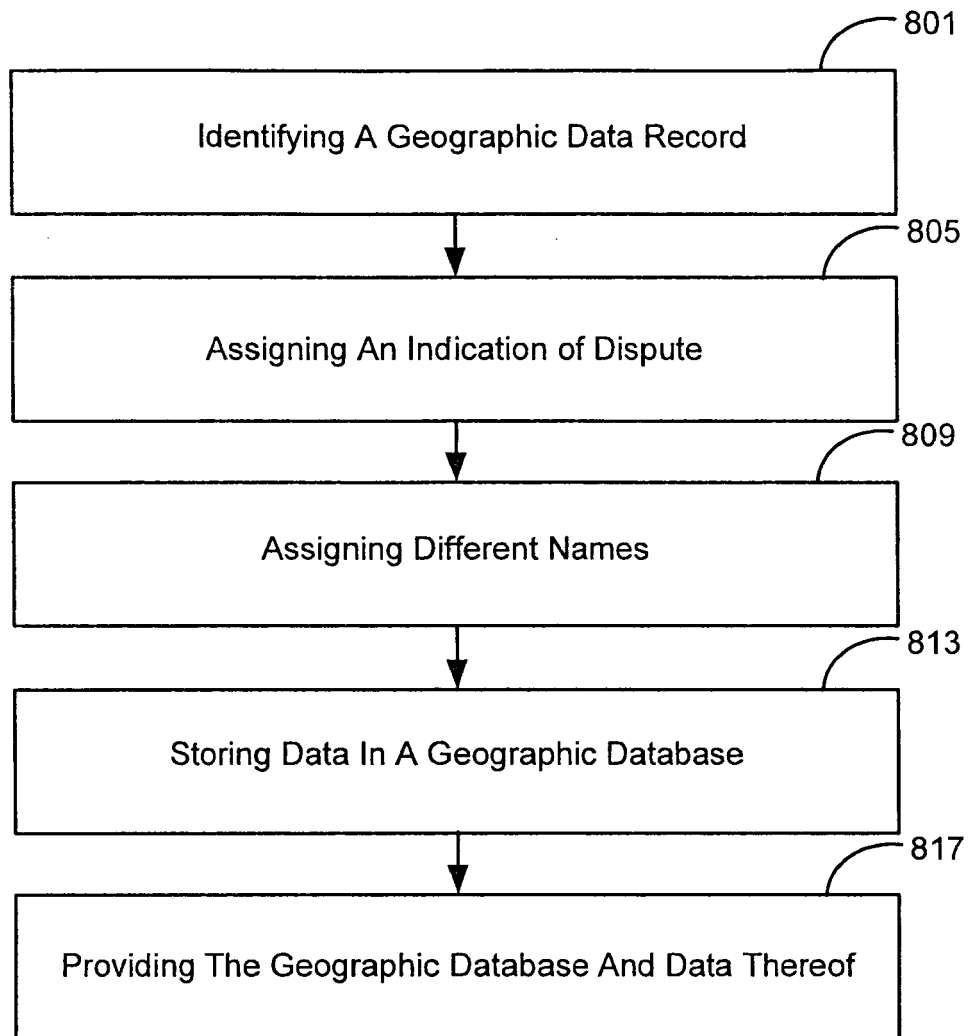 801
Identifying A Geographic Data Record
805
Assigning An Indication of Dispute
809
Assigning Different Names
813
Storing Data In A Geographic Database
817
Providing The Geographic Database And Data Thereof